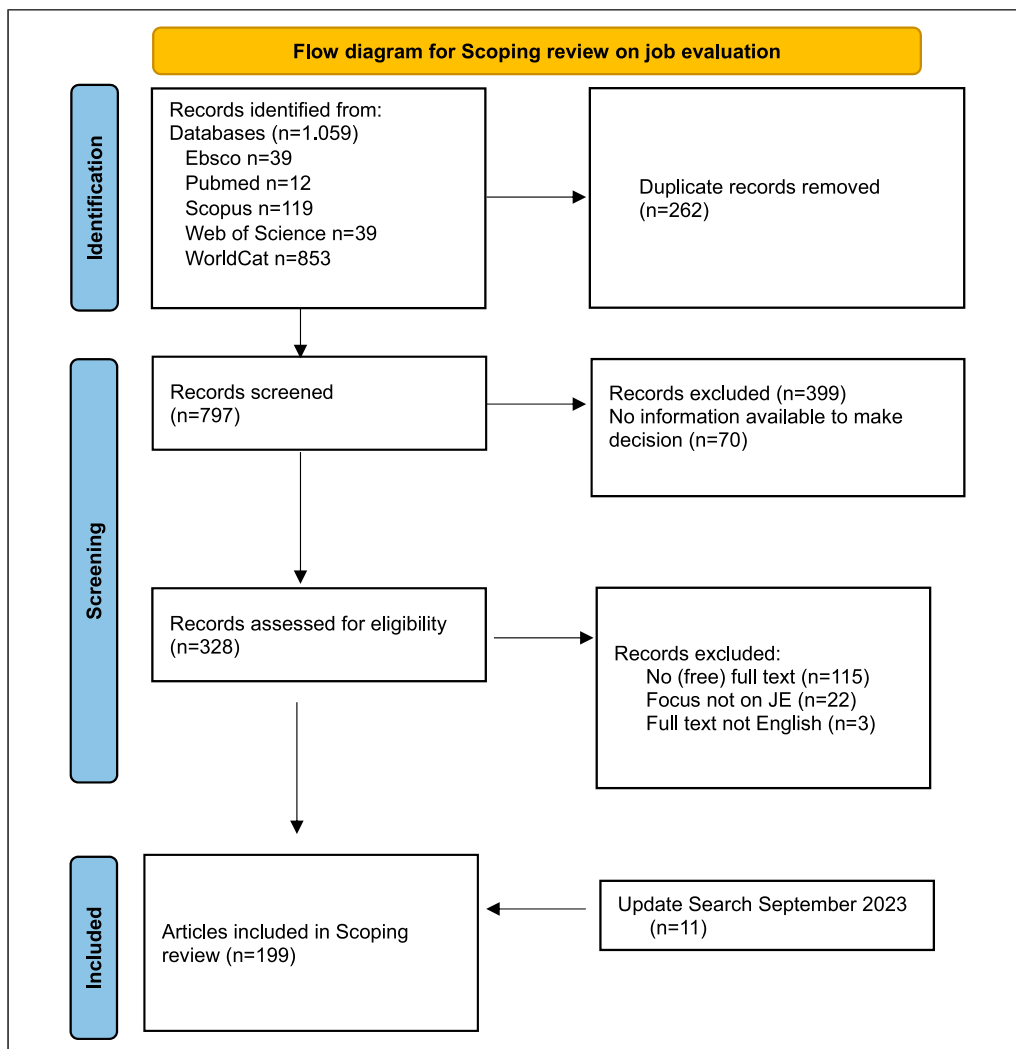 Flow diagram for Scoping review on job evaluation
Identification
Records identified from:
Databases (n=1.059)
Ebsco n=39
Pubmed n=12
Scopus n=119
Web of Science n=39
WorldCat n=853
Duplicate records removed
(n=262)
Screening
Records screened
(n=797)
Records excluded (n=399)
No information available to make
decision (n=70)
Records assessed for eligibility
(n=328)
Records excluded:
No (free) full text (n=115)
Focus not on JE (n=22)
Full text not English (n=3)
Included
Articles included in Scoping
review (n=199)
Update Search September 2023
(n=11)